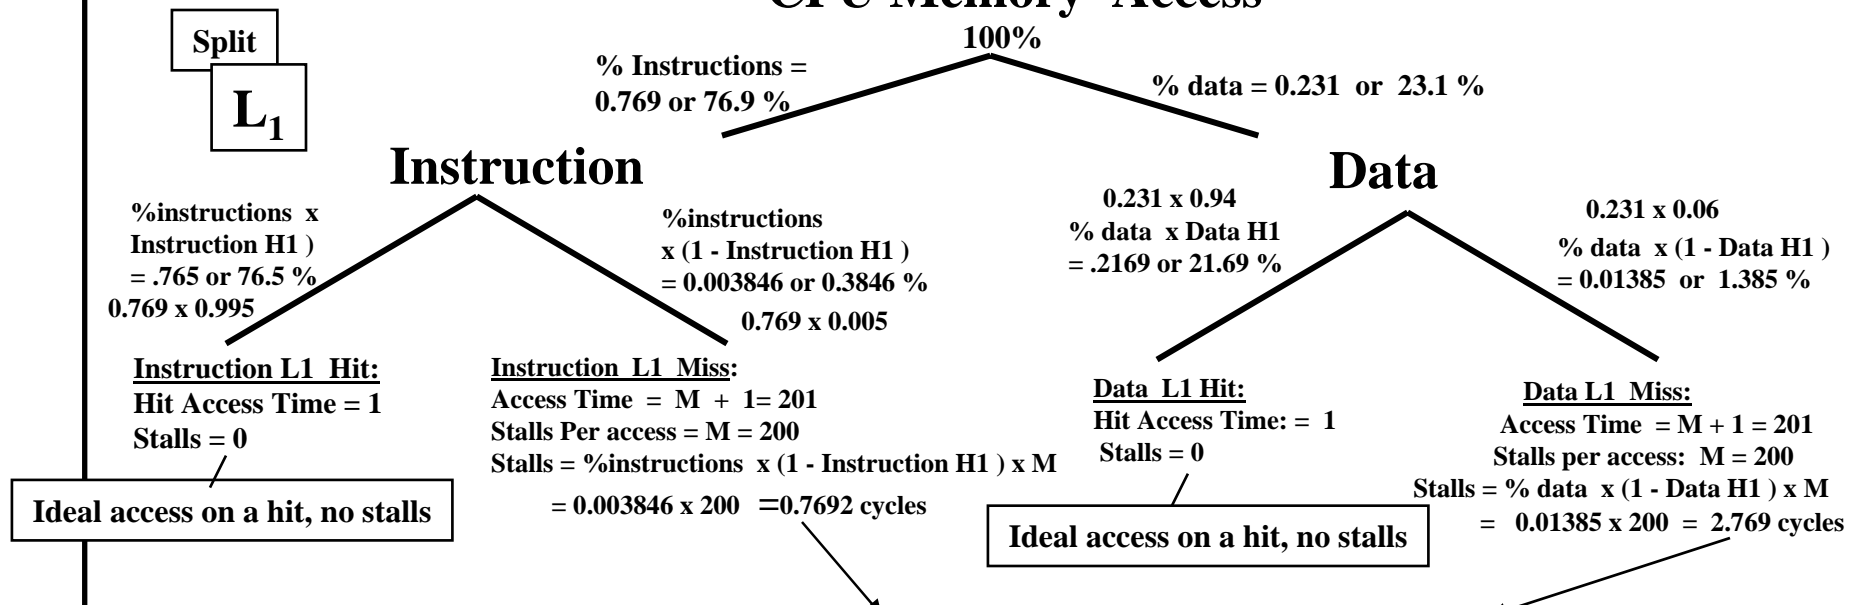 CPU Memory Access
Split
L1
100%
% Instructions =
0.769 or 76.9 %
% data = 0.231 or 23.1 %
Instruction
Data
%instructions x
Instruction H1 )
= .765 or 76.5 %
0.769 x 0.995
%instructions
x (1 - Instruction H1 )
= 0.003846 or 0.3846 %
0.769 x 0.005
0.231 x 0.94
% data x Data H1
= .2169 or 21.69 %
0.231 x 0.06
% data x (1 - Data H1 )
= 0.01385 or 1.385 %
Instruction L1 Hit:
Hit Access Time = 1
Stalls = 0
Ideal access on a hit, no stalls
Instruction L1 Miss:
Access Time = M + 1= 201
Stalls Per access = M = 200
Stalls = %instructions x (1 - Instruction H1 ) x M
= 0.003846 x 200 =0.7692 cycles
Data L1 Hit:
Hit Access Time: = 1
Stalls = 0
Ideal access on a hit, no stalls
Data L1 Miss:
Access Time = M + 1 = 201
Stalls per access: M = 200
Stalls = % data x (1 - Data H1 ) x M
= 0.01385 x 200 = 2.769 cycles